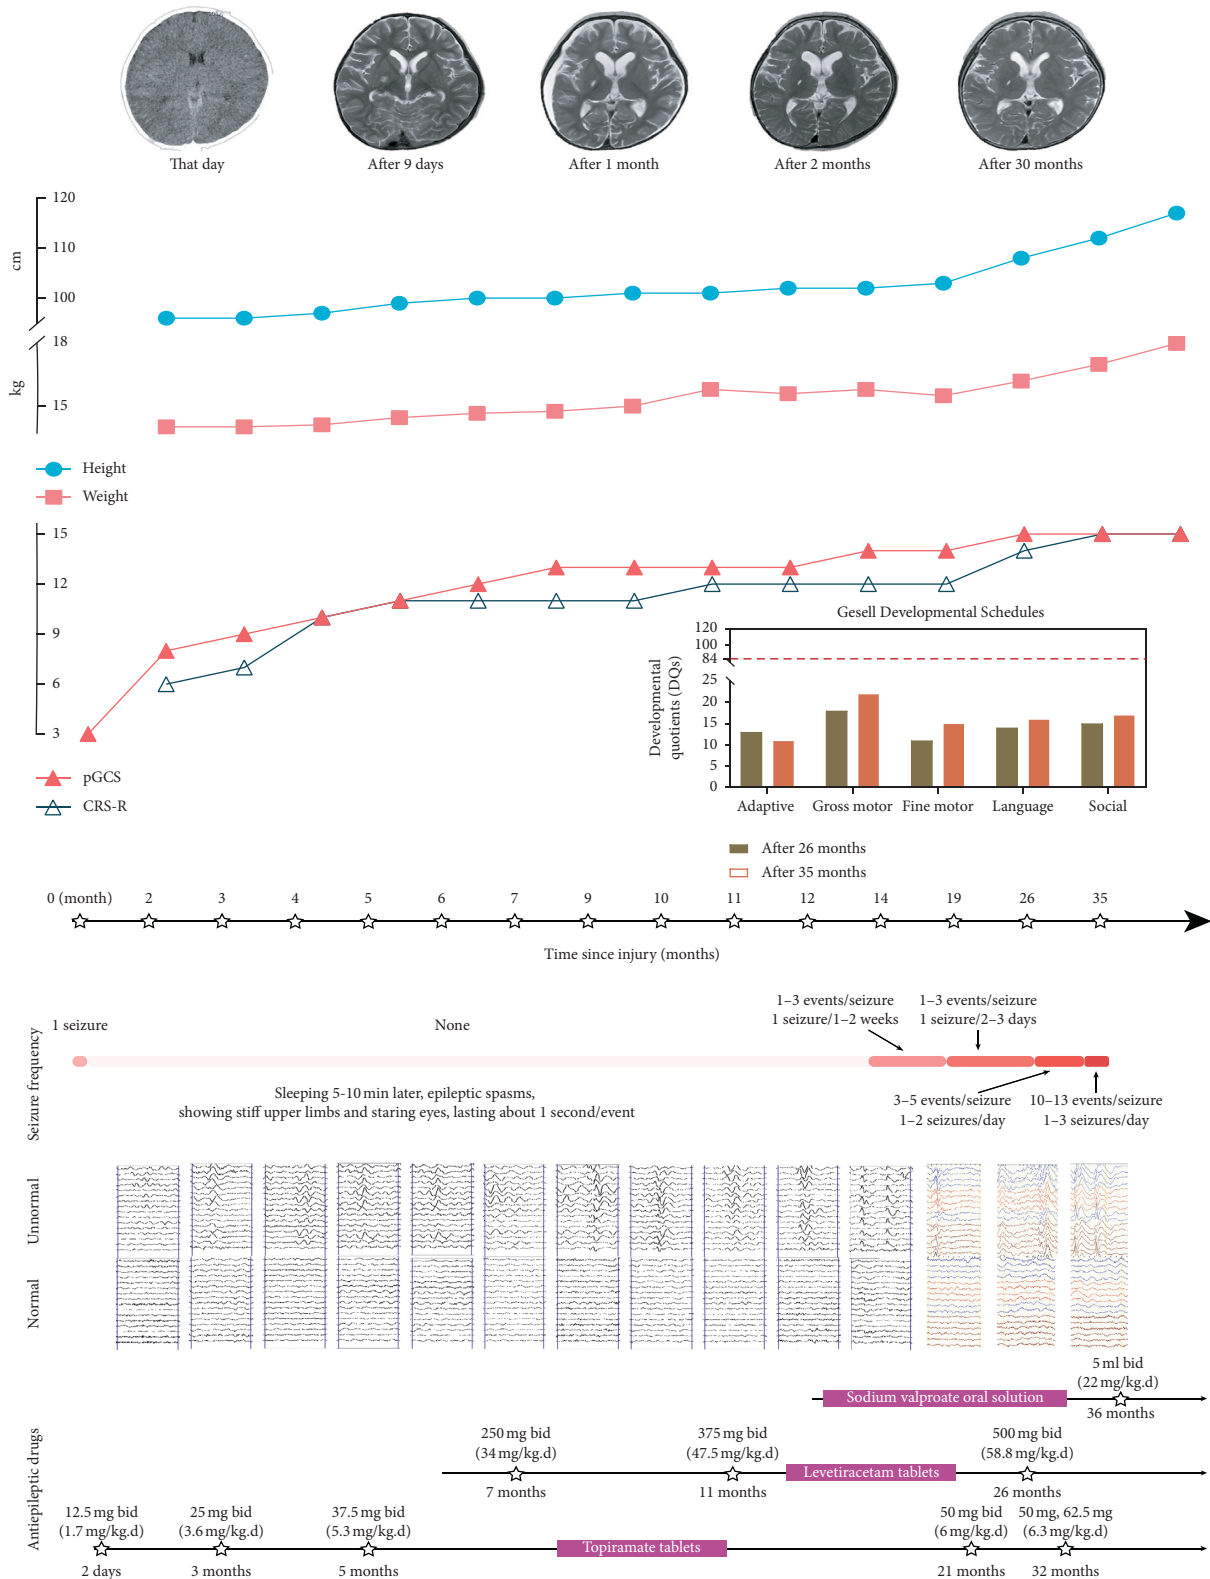 That day
After 9 days
After 1 month
After 2 months
After 30 months
120
110
100
cm
18
15
kg
Height
Weight
15
12
9
6
3
pGCS
CRS-R
Gesell Developmental Schedules
120
100
84
25
20
15
10
5
0
Developmental
quotients (DQs)
Adaptive
Gross motor
Fine motor
Language
Social
After 26 months
After 35 months
0 (month)
2
3
4
5
6
7
9
10
11
12
14
19
26
35
Time since injury (months)
Seizure frequency
1 seizure
None
1–3 events/seizure
1 seizure/1–2 weeks
1–3 events/seizure
1 seizure/2–3 days
Sleeping 5-10 min later, epileptic spasms,
showing stiff upper limbs and staring eyes, lasting about 1 second/event
3–5 events/seizure
1–2 seizures/day
10–13 events/seizure
1–3 seizures/day
Unnormal
Normal
Antiepileptic drugs
Sodium valproate oral solution
5 ml bid
(22 mg/kg.d)
36 months
250 mg bid
(34 mg/kg.d)
7 months
375 mg bid
(47.5 mg/kg.d)
11 months
Levetiracetam tablets
500 mg bid
(58.8 mg/kg.d)
26 months
12.5 mg bid
(1.7 mg/kg.d)
2 days
25 mg bid
(3.6 mg/kg.d)
3 months
37.5 mg bid
(5.3 mg/kg.d)
5 months
Topiramate tablets
50 mg bid
(6 mg/kg.d)
21 months
50 mg, 62.5 mg
(6.3 mg/kg.d)
32 months